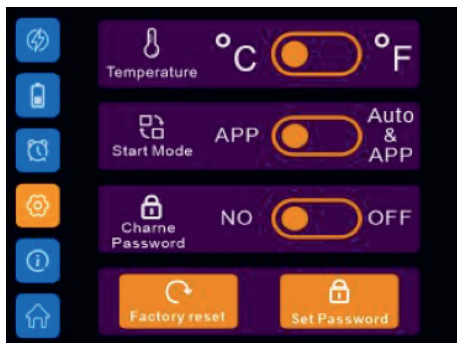 Temperature
°C
°F
Start Mode
APP
Auto
&
APP
Charne
Password
NO
OFF
Factory reset
Set Password